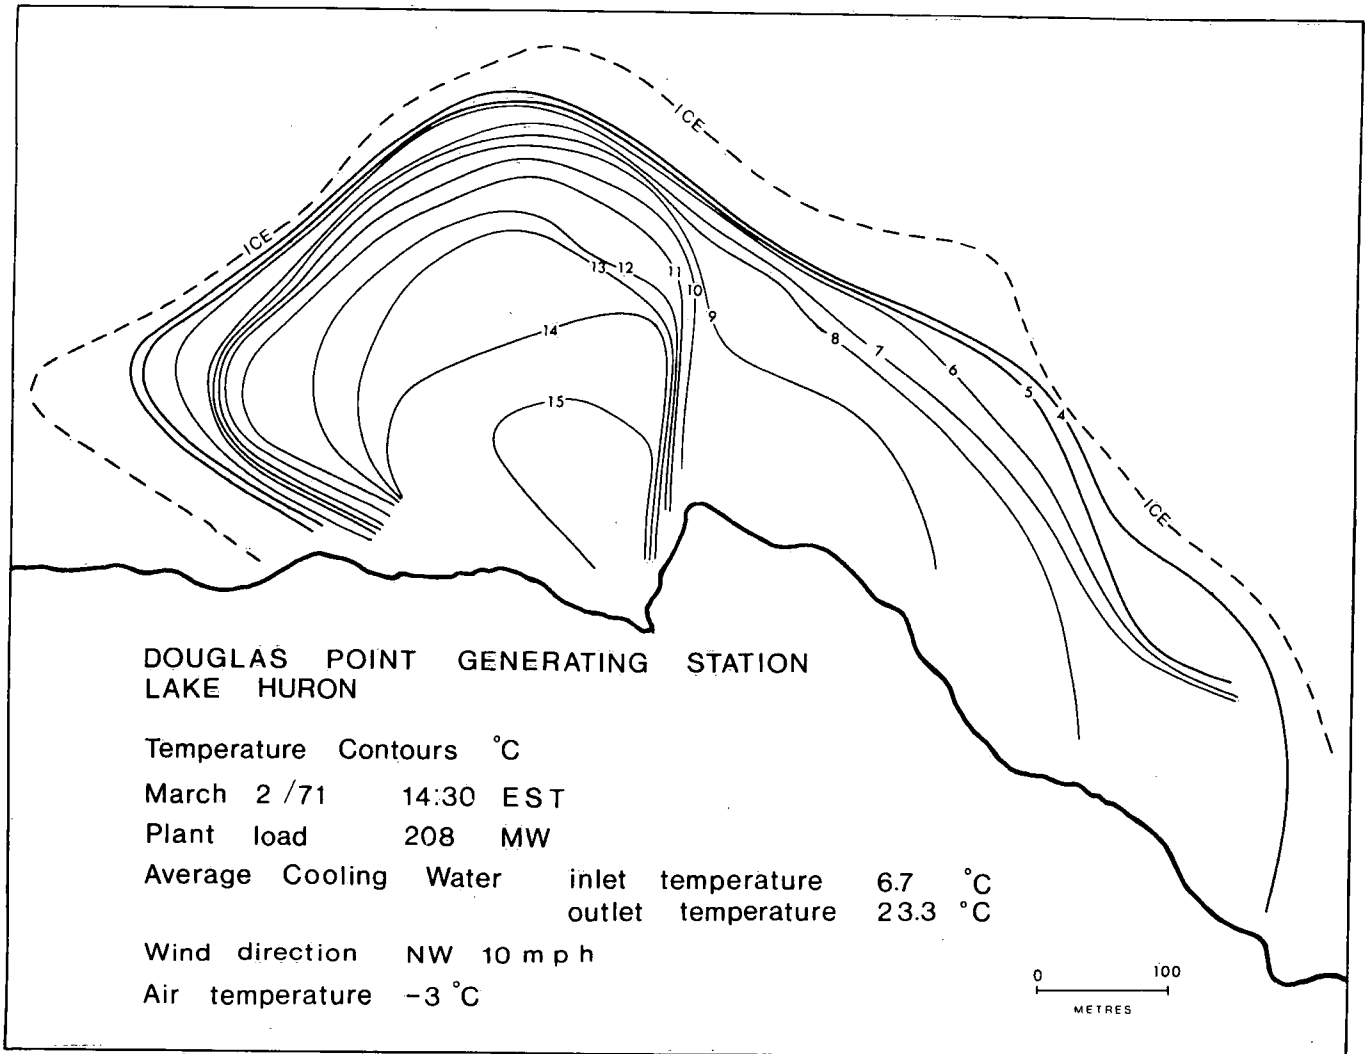 ICE
ICE
13
12
11
10
9
14
8
7
6
5
4
15
ICE
DOUGLAS POINT GENERATING STATION
LAKE HURON
Temperature Contours °C
March 2 /71 14:30 EST
Plant load 208 MW
Average Cooling Water inlet temperature 6.7 °C
outlet temperature 23.3 °C
Wind direction NW 10 mph
Air temperature -3 °C
0 100
METRES